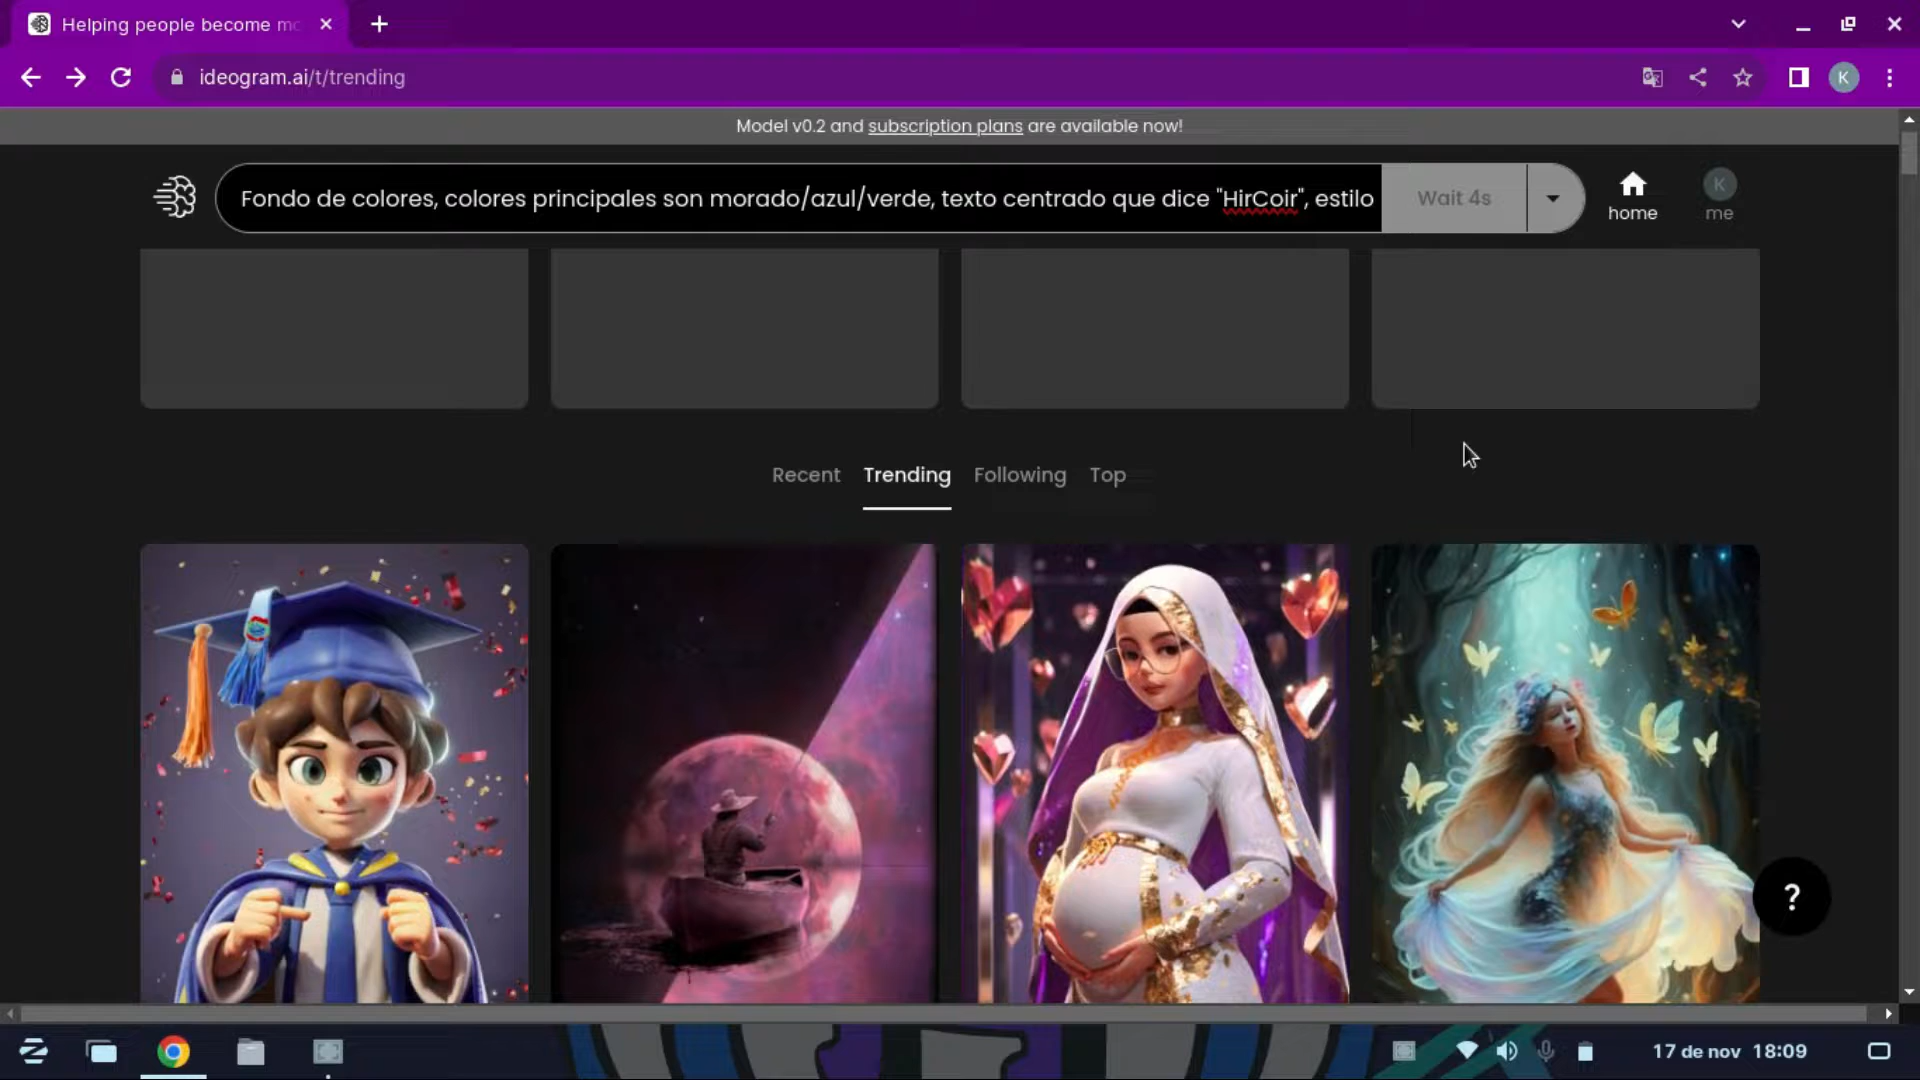 Helping people become mo
ideogram.ai/t/trending
K
Model v0.2 and subscription plans are available now!
Fondo de colores, colores principales son morado/azul/verde, texto centrado que dice "HirCoir", estilo
Wait 4s
home
K
me
Recent
Trending
Following
Top
?
17 de nov 18:09